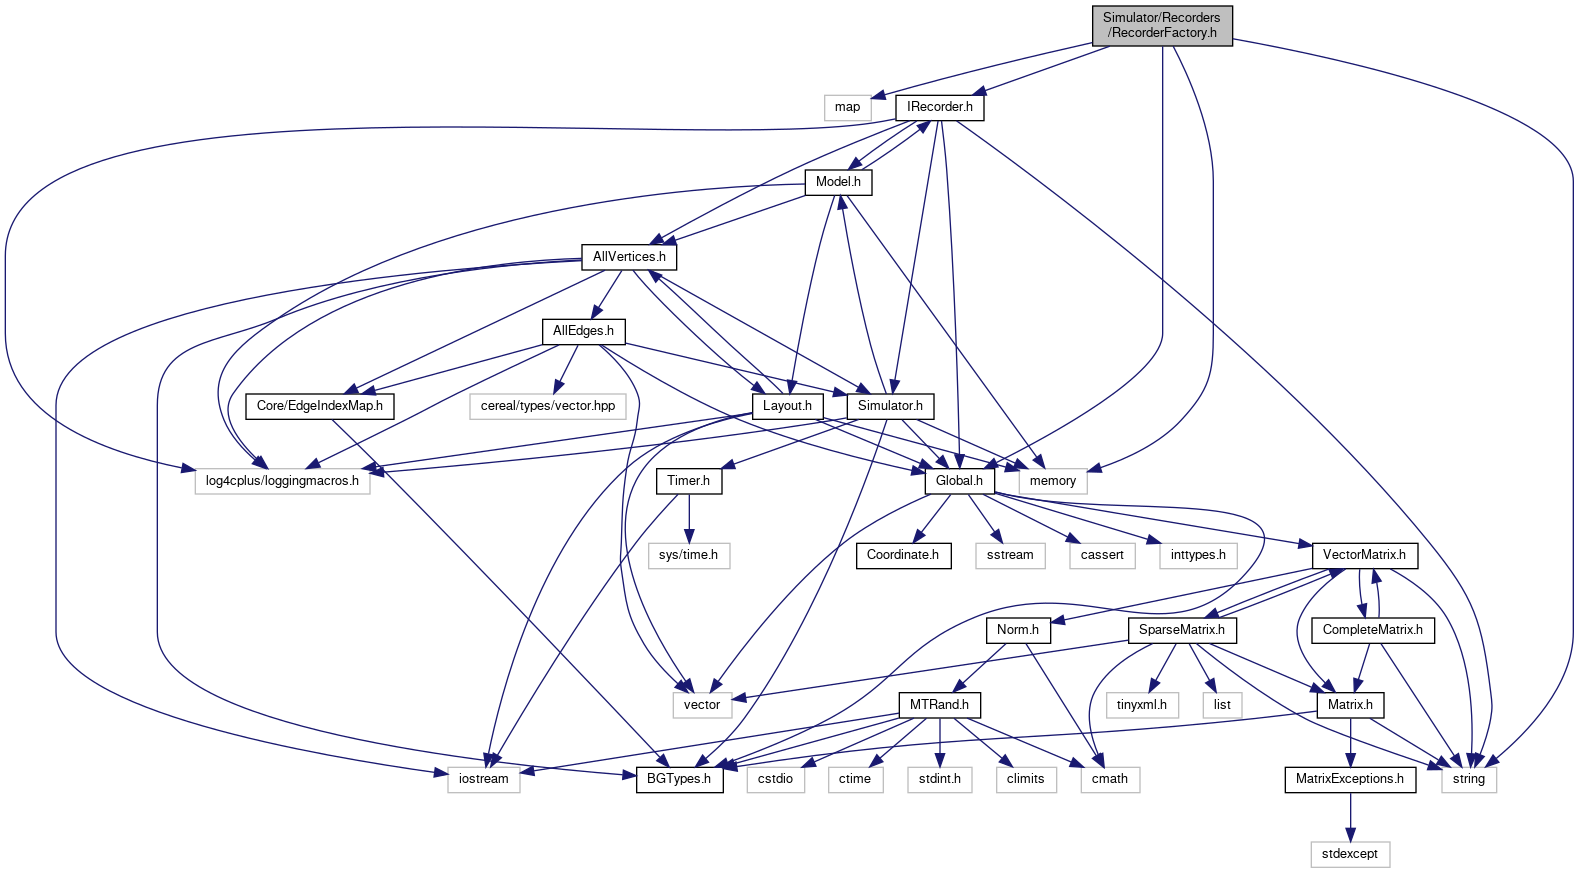 Simulator/Recorders
/RecorderFactory.h
map
IRecorder.h
Model.h
AllVertices.h
AllEdges.h
Core/EdgeIndexMap.h
cereal/types/vector.hpp
Layout.h
Simulator.h
log4cplus/loggingmacros.h
Timer.h
Global.h
memory
sys/time.h
Coordinate.h
sstream
cassert
inttypes.h
VectorMatrix.h
Norm.h
SparseMatrix.h
CompleteMatrix.h
vector
MTRand.h
tinyxml.h
list
Matrix.h
iostream
BGTypes.h
cstdio
ctime
stdint.h
climits
cmath
MatrixExceptions.h
string
stdexcept